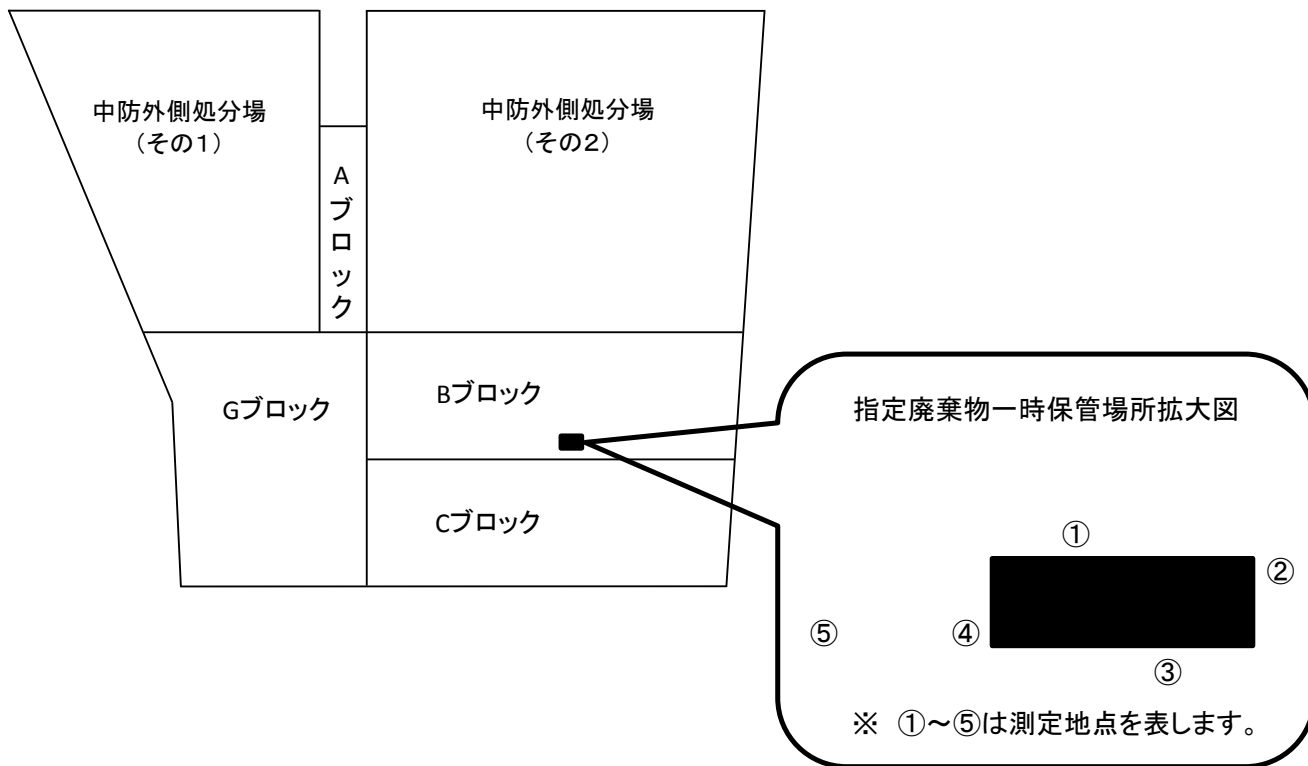 中防外側処分場
（その１）
中防外側処分場
（その２）
Aブロック
Gブロック
Bブロック
Cブロック
指定廃棄物一時保管場所拡大図
①
②
③
④
⑤
※ ①～⑤は測定地点を表します。